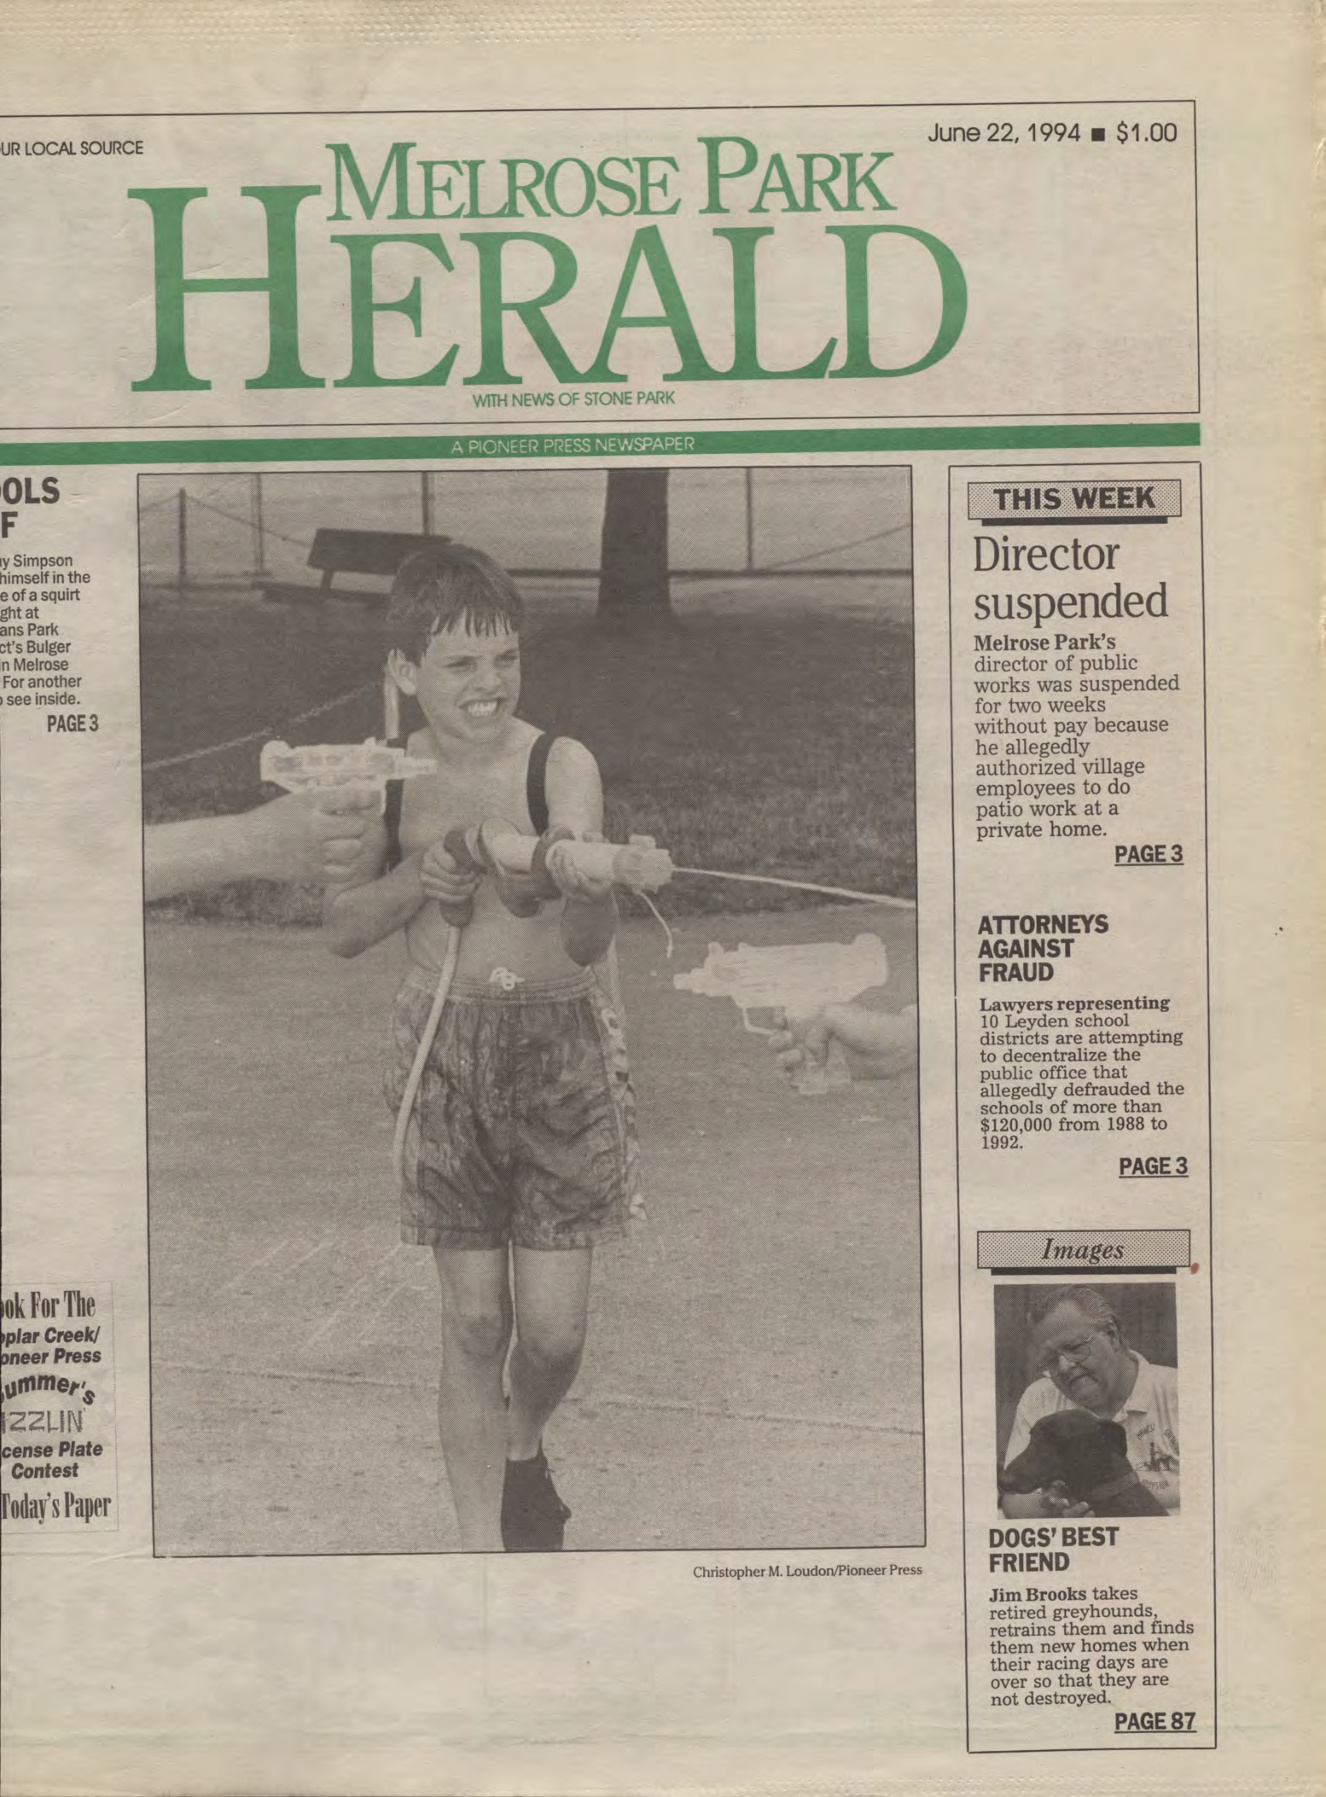 UR LOCAL SOURCE
June 22, 1994 ■ $1.00
MELROSE PARK
HERALD
WITH NEWS OF STONE PARK
A PIONEER PRESS NEWSPAPER
OLS
F
y Simpson
himself in the
e of a squirt
ght at
ans Park
ct's Bulger
in Melrose
For another
see inside.
PAGE 3
ok For The
plar Creek/
oneer Press
ummer's
IZZLIN'
cense Plate
Contest
Today's Paper
Christopher M. Loudon/Pioneer Press
THIS WEEK
Director
suspended
Melrose Park's
director of public
works was suspended
for two weeks
without pay because
he allegedly
authorized village
employees to do
patio work at a
private home.
PAGE 3
ATTORNEYS
AGAINST
FRAUD
Lawyers representing
10 Leyden school
districts are attempting
to decentralize the
public office that
allegedly defrauded the
schools of more than
$120,000 from 1988 to
1992.
PAGE 3
Images
DOGS' BEST
FRIEND
Jim Brooks takes
retired greyhounds,
retrains them and finds
them new homes when
their racing days are
over so that they are
not destroyed.
PAGE 87